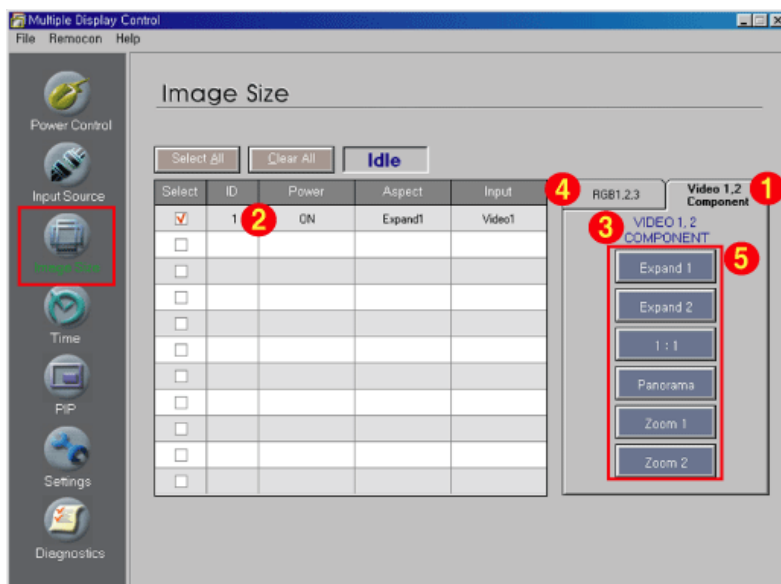 Multiple Display Control
File Remocon Help
Power Control
Input Source
Image Size
Time
PIP
Settings
Diagnostics
Image Size
Select All Clear All Idle
Select ID Power Aspect Input
1 2 ON Expand1 Video1
4 RGB1,2,3
Video 1,2 1
Component
3 VIDEO 1, 2
COMPONENT
5
Expand 1
Expand 2
1 : 1
Panorama
Zoom 1
Zoom 2